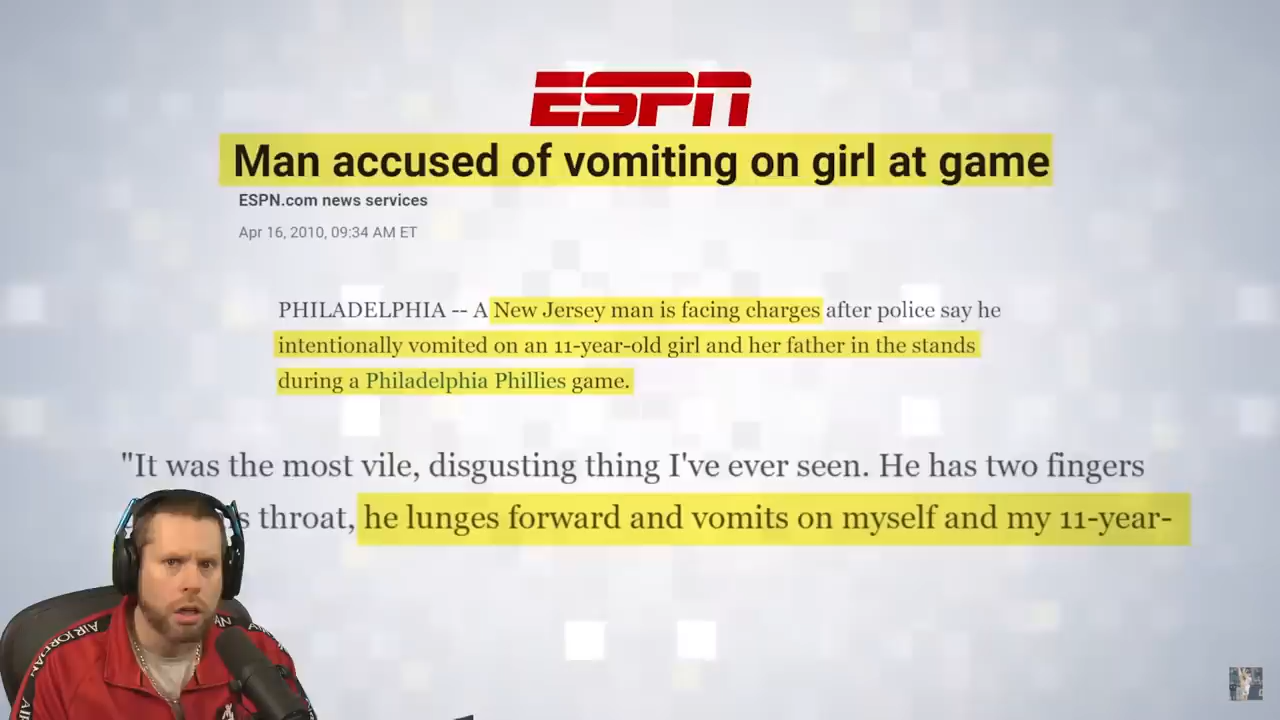 ESPN
Man accused of vomiting on girl at game
ESPN.com news services
Apr 16, 2010, 09:34 AM ET
PHILADELPHIA -- A New Jersey man is facing charges after police say he
intentionally vomited on an 11-year-old girl and her father in the stands
during a Philadelphia Phillies game.
"It was the most vile, disgusting thing I've ever seen. He has two fingers
throat, he lunges forward and vomits on myself and my 11-year-
AIR JORDAN